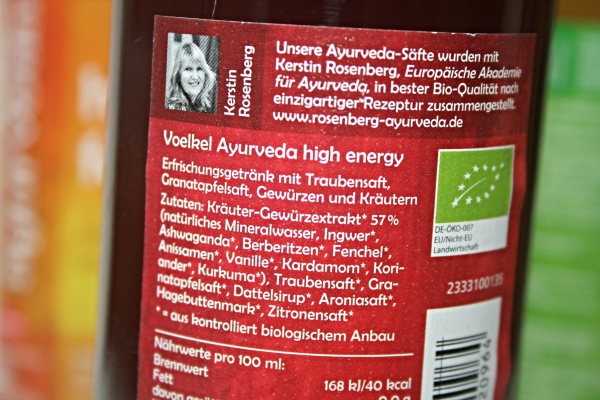 Kerstin
Rosenberg
Unsere Ayurveda-Säfte wurden mit
Kerstin Rosenberg, Europäische Akademie
für Ayurveda, in bester Bio-Qualität nach
einzigartiger Rezeptur zusammengestellt.
www.rosenberg-ayurveda.de
Voelkel Ayurveda high energy
Erfrischungsgetränk mit Traubensaft,
Granatapfelsaft, Gewürzen und Kräutern
Zutaten: Kräuter-Gewürzextrakt* 57%
(natürliches Mineralwasser, Ingwer*,
Ashwaganda*, Berberitzen*, Fenchel*,
Anissamen*, Vanille*, Kardamom*, Kori-
ander*, Kurkuma*), Traubensaft*, Gra-
natapfelsaft*, Dattelsirup*, Aroniasaft*,
Hagebuttenmark*, Zitronensaft*
* = aus kontrolliert biologischem Anbau
DE-ÖKO-007
EU/Nicht-EU
Landwirtschaft
2333100135
Nährwerte pro 100 ml:
Brennwert 168 kJ/40 kcal
Fett 0,0 g
davon
20964